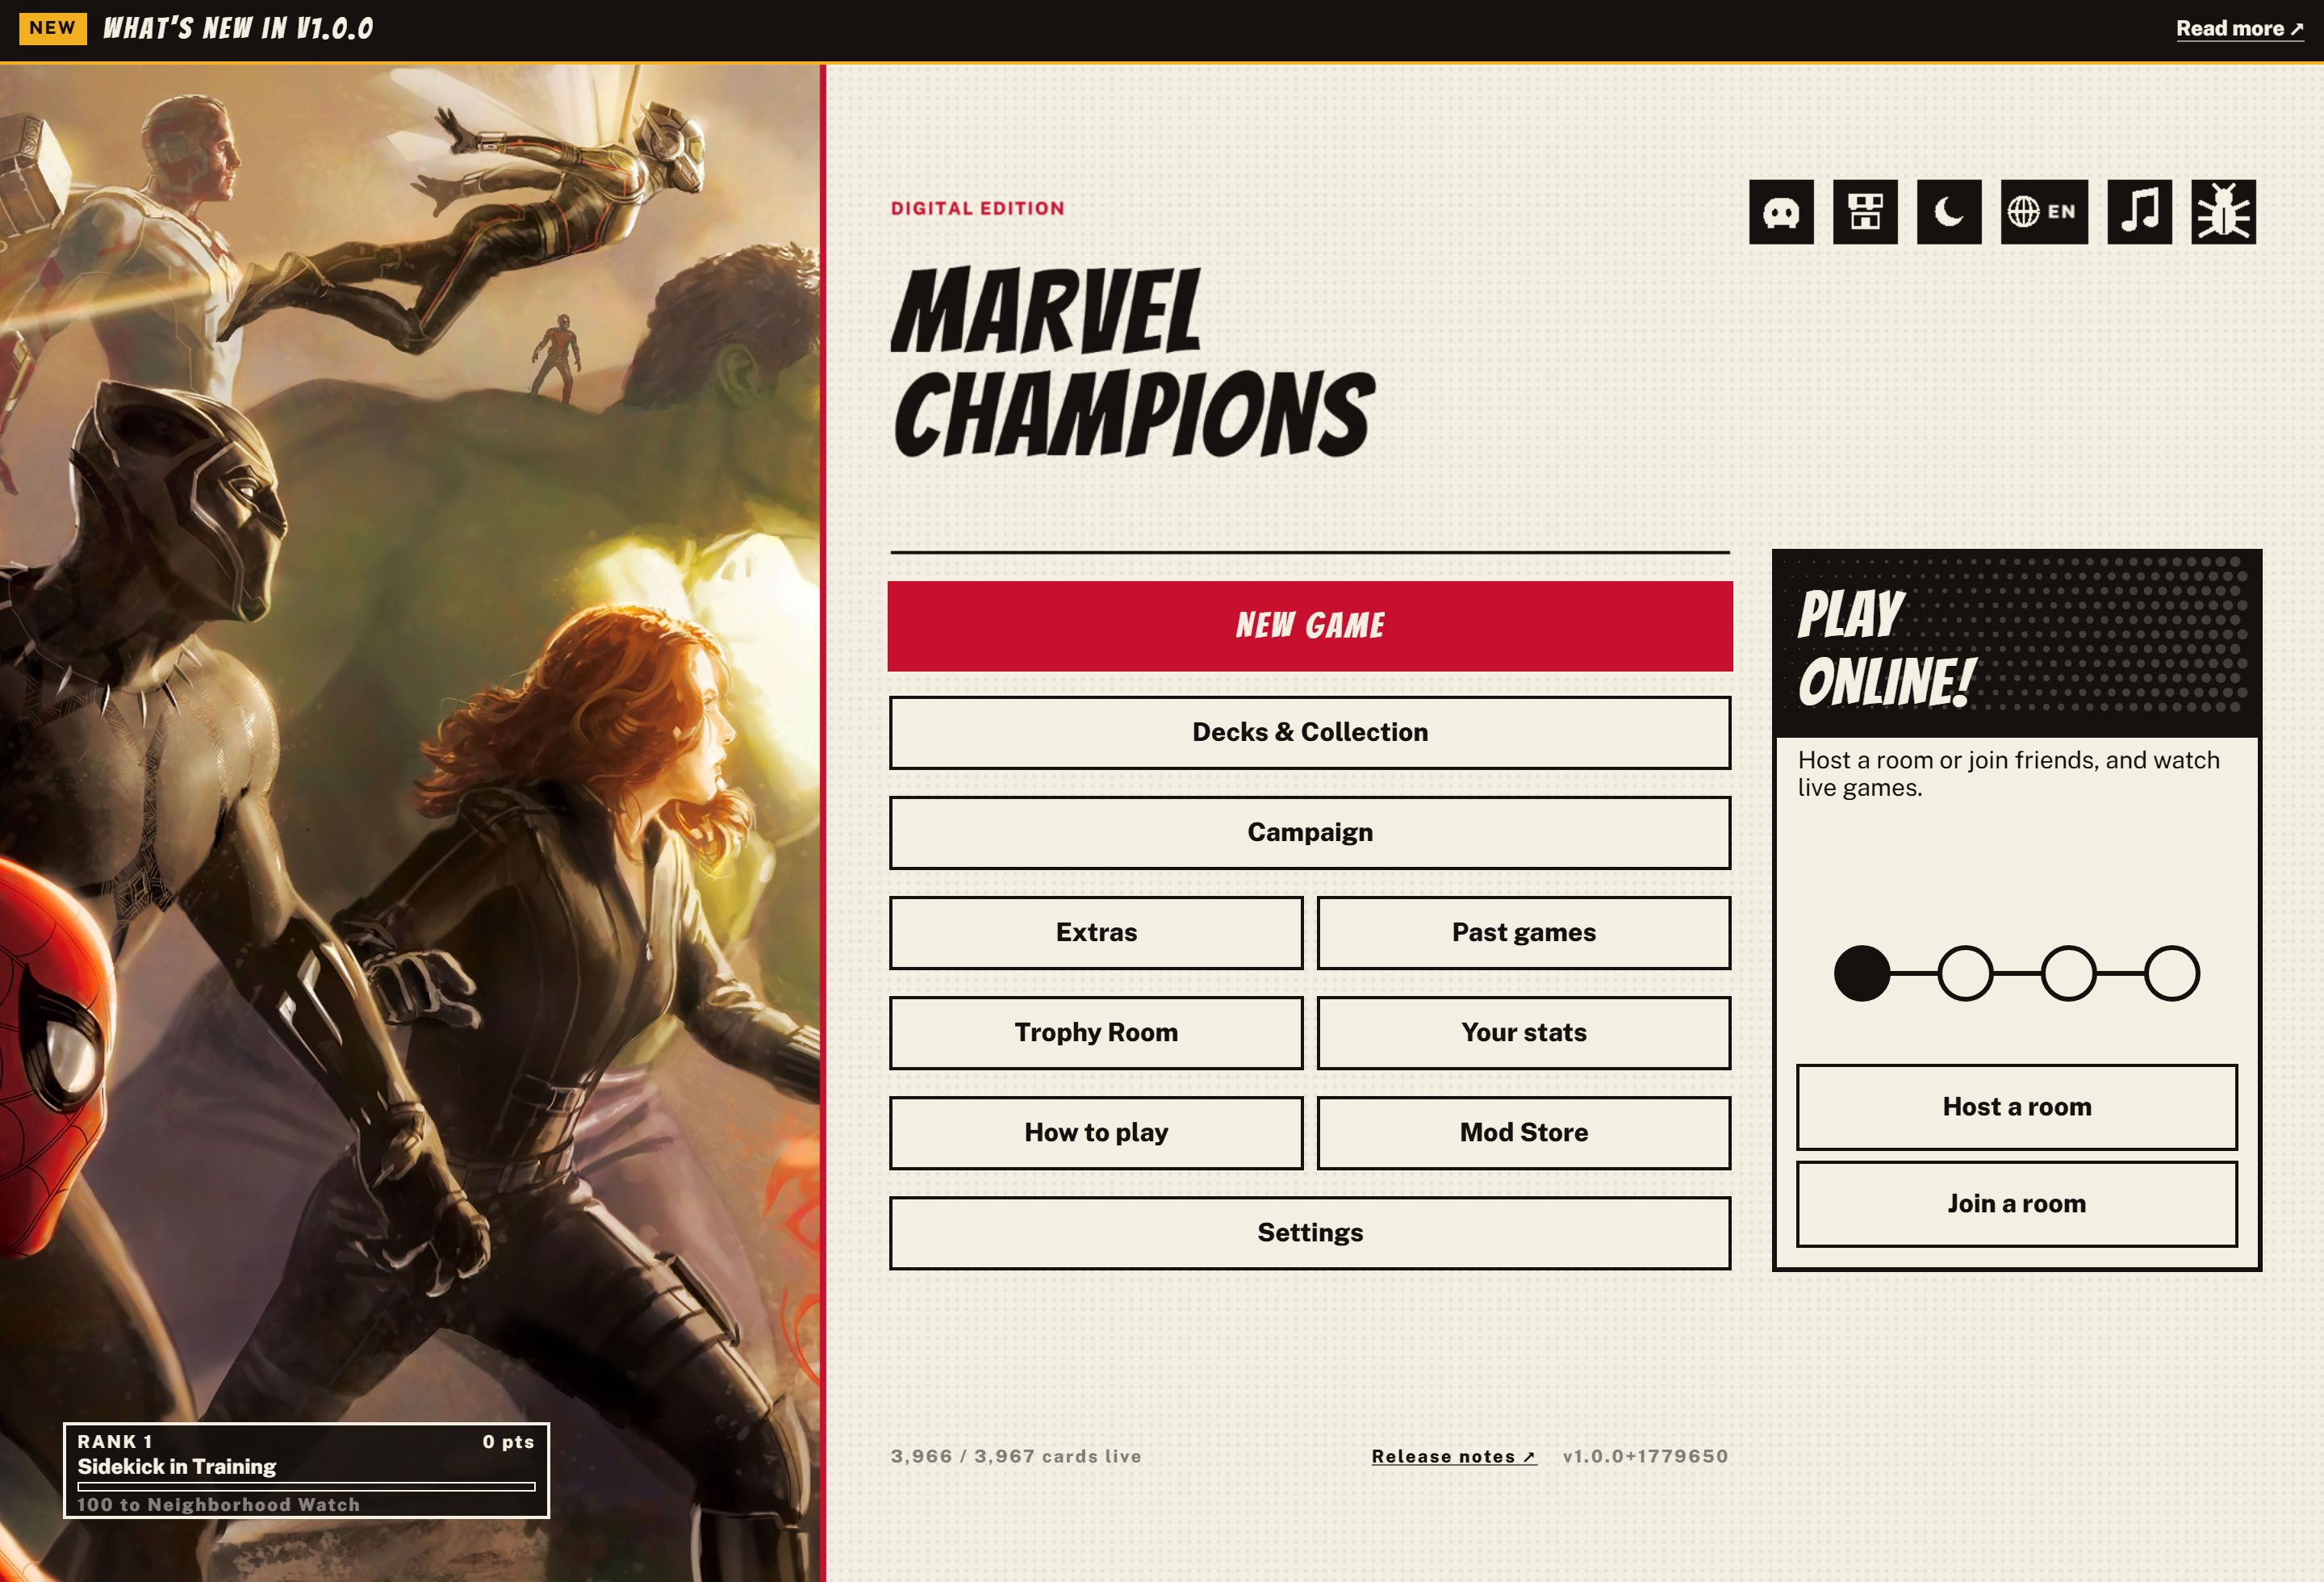 NEW
WHAT'S NEW IN V1.0.0
Read more ↗
DIGITAL EDITION
EN
MARVEL
CHAMPIONS
NEW GAME
Decks & Collection
Campaign
Extras
Past games
Trophy Room
Your stats
How to play
Mod Store
Settings
PLAY
ONLINE!
Host a room or join friends, and watch
live games.
Host a room
Join a room
RANK 1
0 pts
Sidekick in Training
100 to Neighborhood Watch
3,966 / 3,967 cards live
Release notes ↗
v1.0.0+1779650